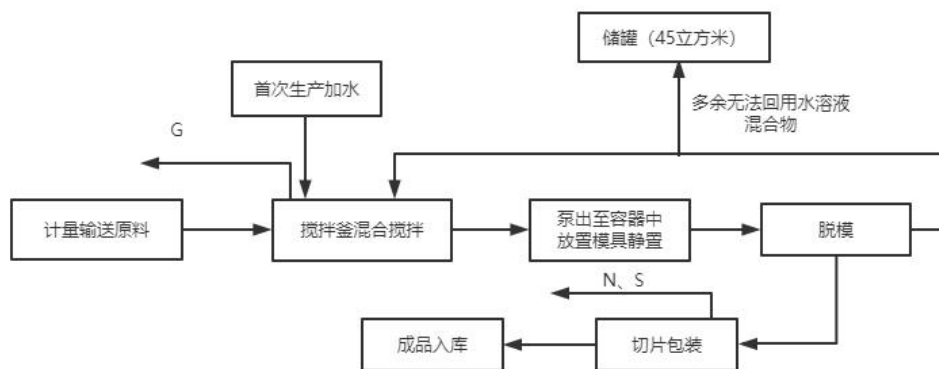 储罐（45立方米）
首次生产加水
多余无法回用水溶液
混合物
G
计量输送原料
搅拌釜混合搅拌
泵出至容器中
放置模具静置
脱模
N、S
成品入库
切片包装